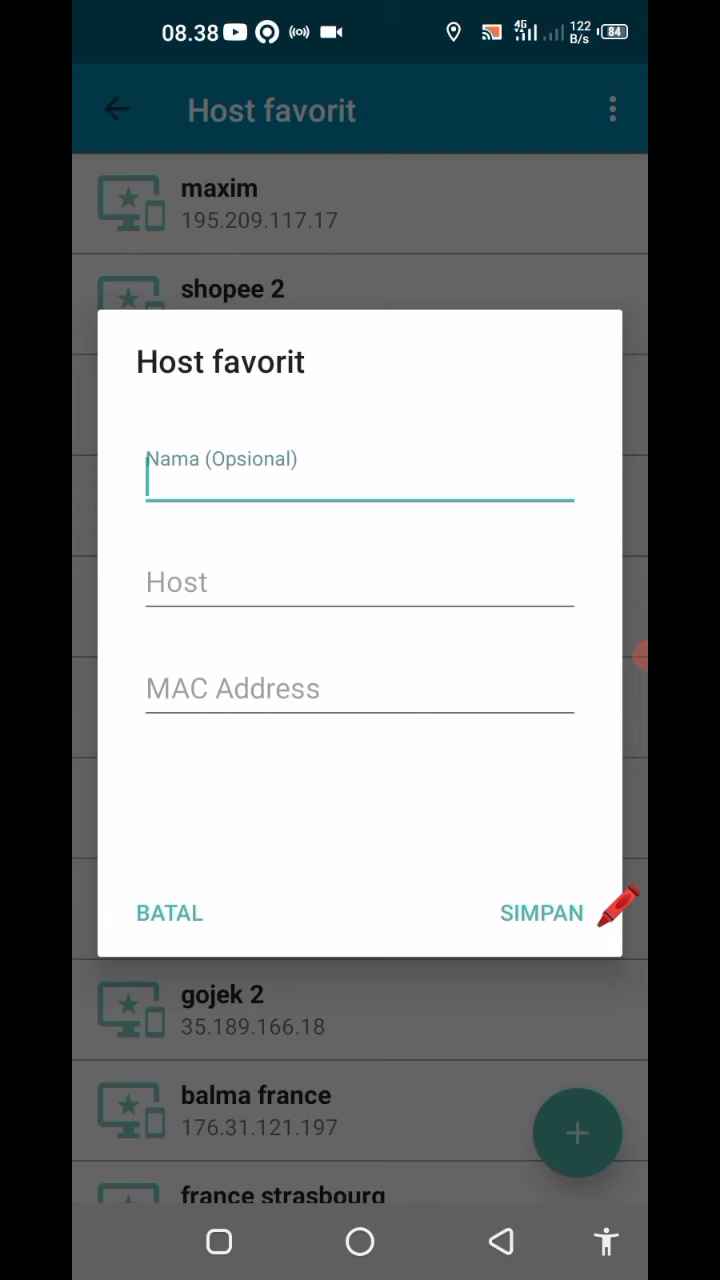 08.38
4G
122
B/s
84
Host favorit
maxim
195.209.117.17
shopee 2
Host favorit
Nama (Opsional)
Host
MAC Address
BATAL
SIMPAN
gojek 2
35.189.166.18
balma france
176.31.121.197
france strasbourg